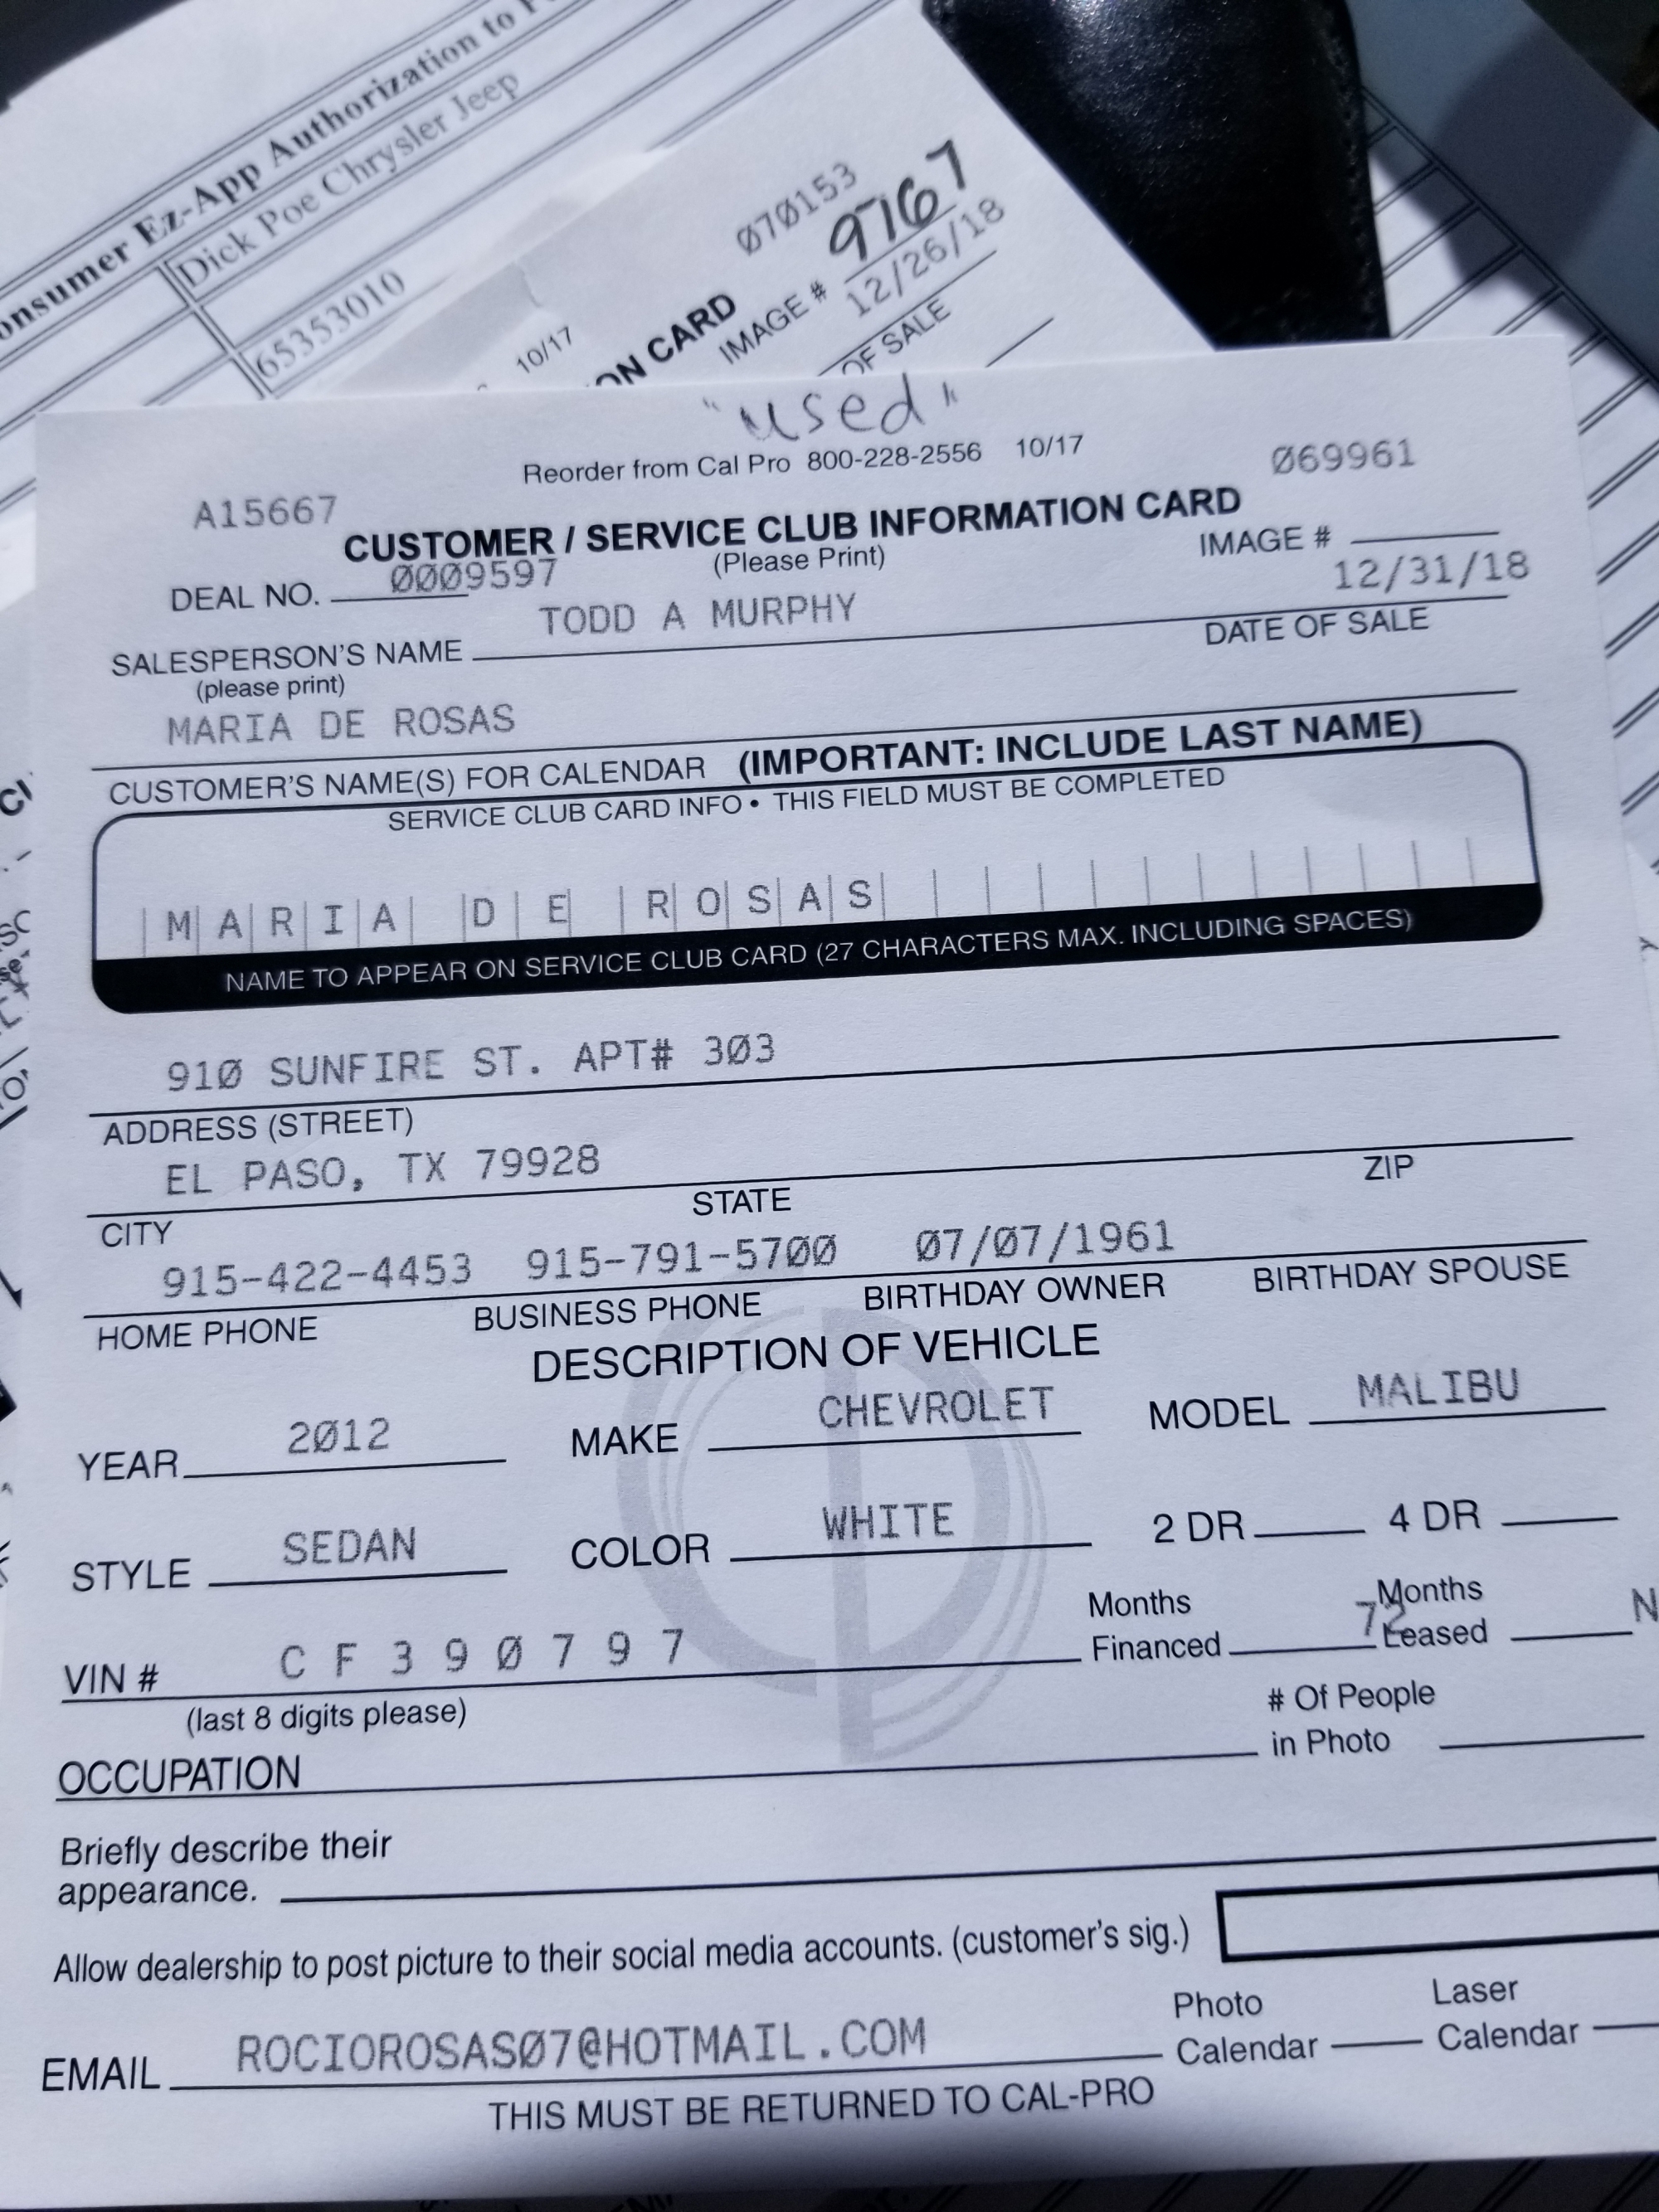 onsumer Ez-App Authorization to
Dick Poe Chrysler Jeep
65353010
070153
10/17
ON CARD
IMAGE # 9767
12/26/18
OF SALE
"used"
Reorder from Cal Pro 800-228-2556 10/17
A15667
Ø69961
CUSTOMER / SERVICE CLUB INFORMATION CARD
(Please Print)
IMAGE #
DEAL NO. ØØØ9597
12/31/18
SALESPERSON'S NAME TODD A MURPHY
DATE OF SALE
(please print)
MARIA DE ROSAS
CUSTOMER'S NAME(S) FOR CALENDAR (IMPORTANT: INCLUDE LAST NAME)
SERVICE CLUB CARD INFO • THIS FIELD MUST BE COMPLETED
MARIA DE ROSAS
NAME TO APPEAR ON SERVICE CLUB CARD (27 CHARACTERS MAX. INCLUDING SPACES)
91Ø SUNFIRE ST. APT# 3Ø3
ADDRESS (STREET)
EL PASO, TX 79928
CITY STATE ZIP
915-422-4453 915-791-57ØØ Ø7/Ø7/1961
HOME PHONE BUSINESS PHONE BIRTHDAY OWNER BIRTHDAY SPOUSE
DESCRIPTION OF VEHICLE
YEAR 2Ø12 MAKE CHEVROLET MODEL MALIBU
STYLE SEDAN COLOR WHITE 2 DR 4 DR
VIN # C F 3 9 Ø 7 9 7 Months Financed 72 Months Leased N
(last 8 digits please)
OCCUPATION # Of People in Photo
Briefly describe their
appearance.
Allow dealership to post picture to their social media accounts. (customer's sig.)
EMAIL ROCIOROSASØ7@HOTMAIL.COM Photo Calendar Laser Calendar
THIS MUST BE RETURNED TO CAL-PRO